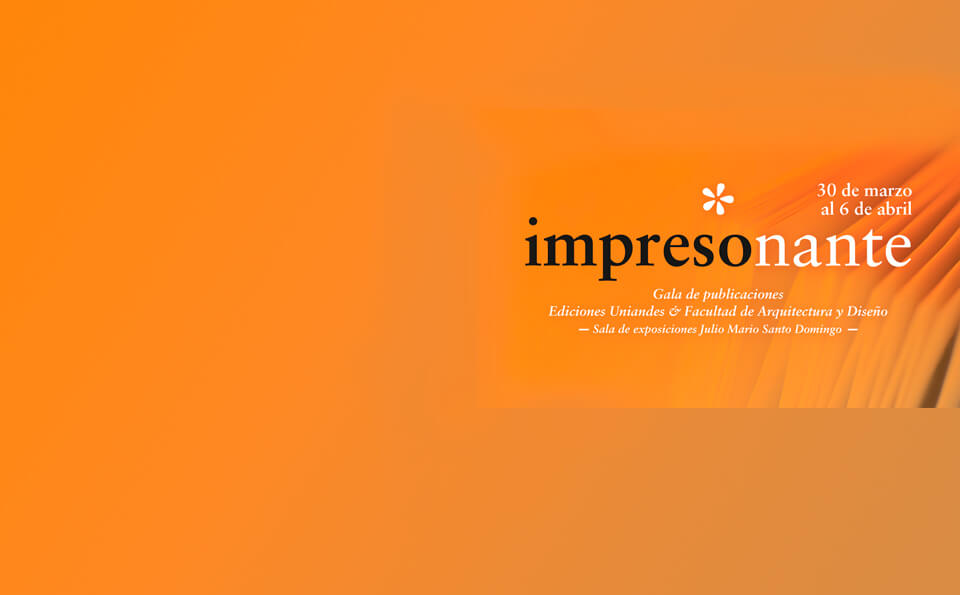 30 de marzo
al 6 de abril
impresonante
Gala de publicaciones
Ediciones Uniandes & Facultad de Arquitectura y Diseño
— Sala de exposiciones Julio Mario Santo Domingo —